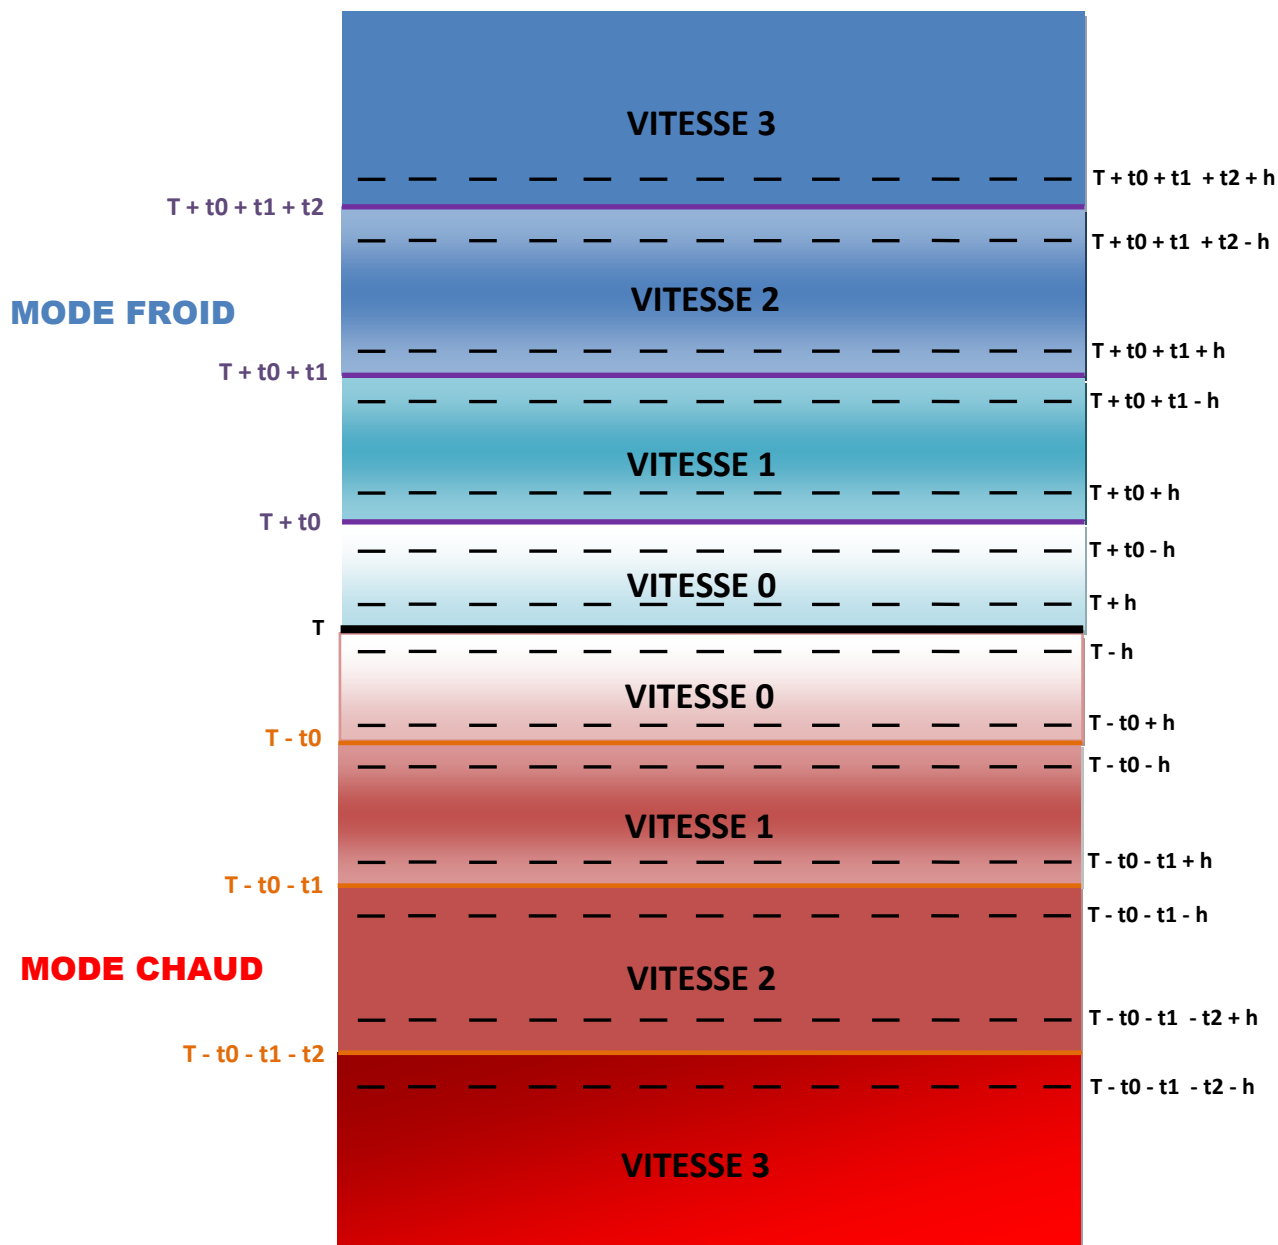 VITESSE 3
T + t0 + t1  + t2 + h
T + t0 + t1 + t2
T + t0 + t1  + t2 - h
VITESSE 2
MODE FROID
T + t0 + t1 + h
T + t0 + t1
T + t0 + t1 - h
VITESSE 1
T + t0 + h
T + t0
T + t0 - h
VITESSE 0
T + h
T
T - h
VITESSE 0
T - t0 + h
T - t0
T - t0 - h
VITESSE 1
T - t0 - t1 + h
T - t0 - t1
T - t0 - t1 - h
MODE CHAUD
VITESSE 2
T - t0 - t1  - t2 + h
T - t0 - t1 - t2
T - t0 - t1  - t2 - h
VITESSE 3